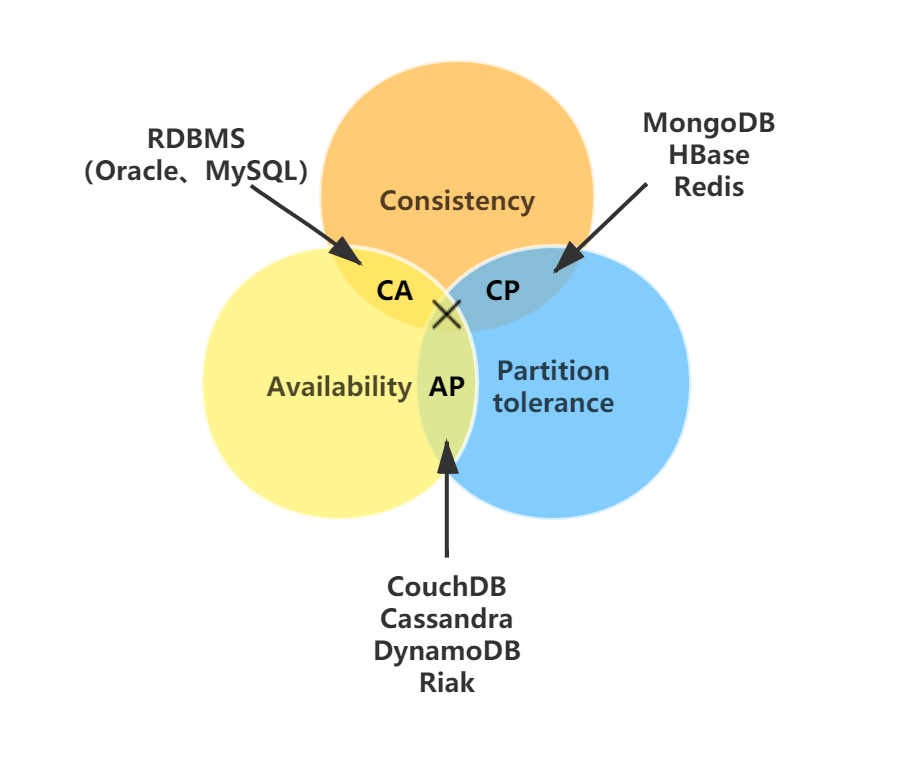 RDBMS
(Oracle、MySQL)
MongoDB
HBase
Redis
Consistency
CA
CP
Availability
AP
Partition
tolerance
CouchDB
Cassandra
DynamoDB
Riak